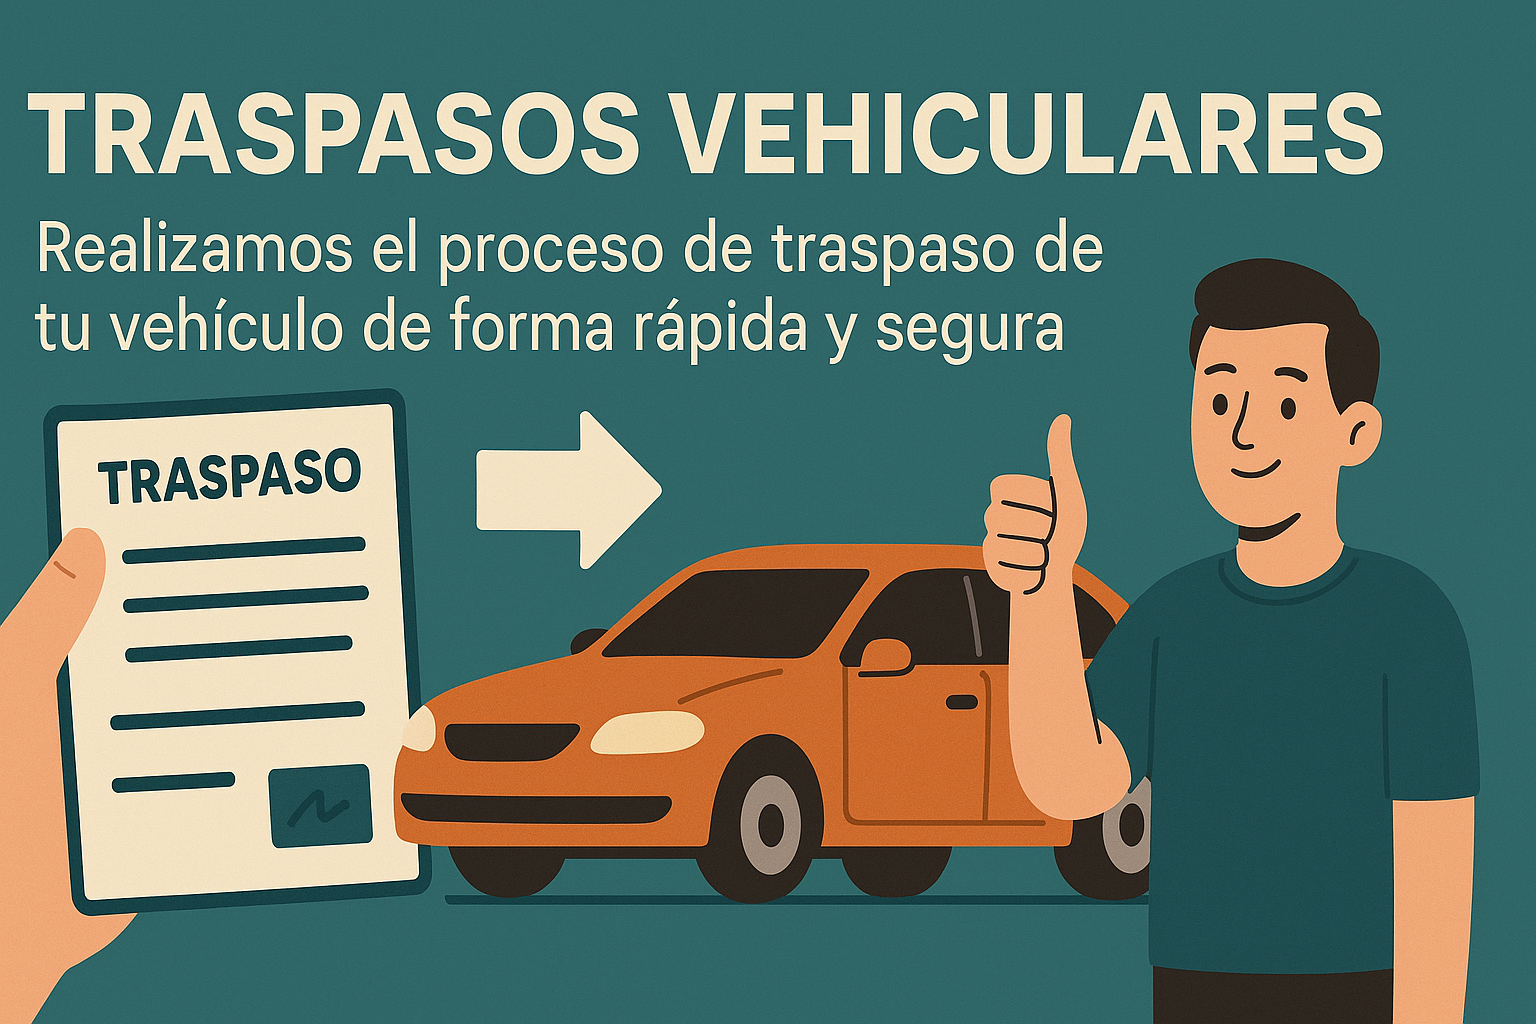 TRASPASOS VEHICULARES
Realizamos el proceso de traspaso de
tu vehículo de forma rápida y segura
TRASPASO